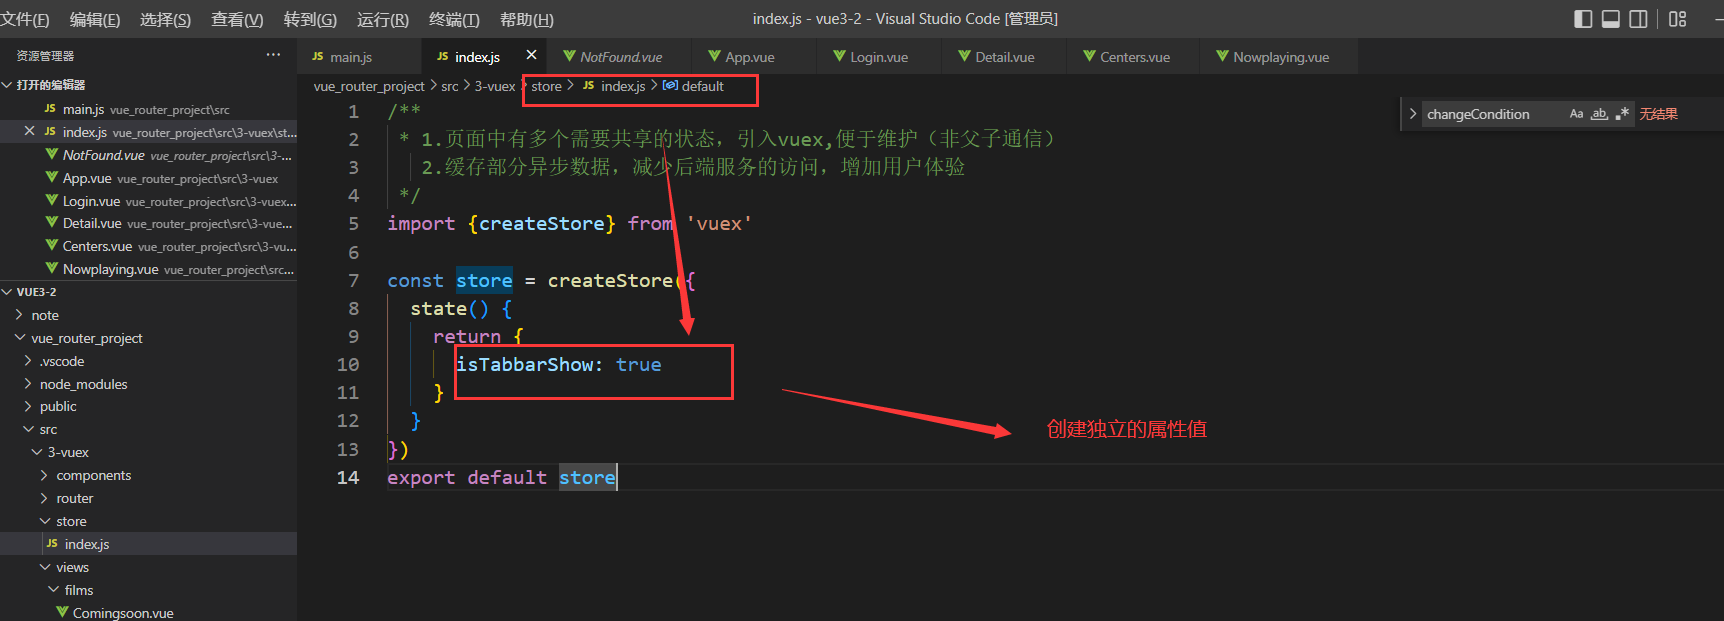 文件(F) 编辑(E) 选择(S) 查看(V) 转到(G) 运行(R) 终端(T) 帮助(H) index.js - vue3-2 - Visual Studio Code [管理员]
资源管理器 ···
打开的编辑器
JS main.js vue_router_project\src
JS index.js vue_router_project\src\3-vuex\st...
NotFound.vue vue_router_project\src\3-...
App.vue vue_router_project\src\3-vuex
Login.vue vue_router_project\src\3-vuex...
Detail.vue vue_router_project\src\3-vue...
Centers.vue vue_router_project\src\3-vu...
Nowplaying.vue vue_router_project\src...
VUE3-2
note
vue_router_project
.vscode
node_modules
public
src
3-vuex
components
router
store
JS index.js
views
films
Comingsoon.vue
JS main.js JS index.js NotFound.vue App.vue Login.vue Detail.vue Centers.vue Nowplaying.vue
vue_router_project > src > 3-vuex > store > JS index.js > default
changeCondition Aa ab .* 无结果
1 /**
2 * 1.页面中有多个需要共享的状态，引入vuex,便于维护（非父子通信）
3 2.缓存部分异步数据，减少后端服务的访问，增加用户体验
4 */
5 import {createStore} from 'vuex'
6
7 const store = createStore({
8 state() {
9 return {
10 isTabbarShow: true
11 }
12 }
13 })
14 export default store
创建独立的属性值